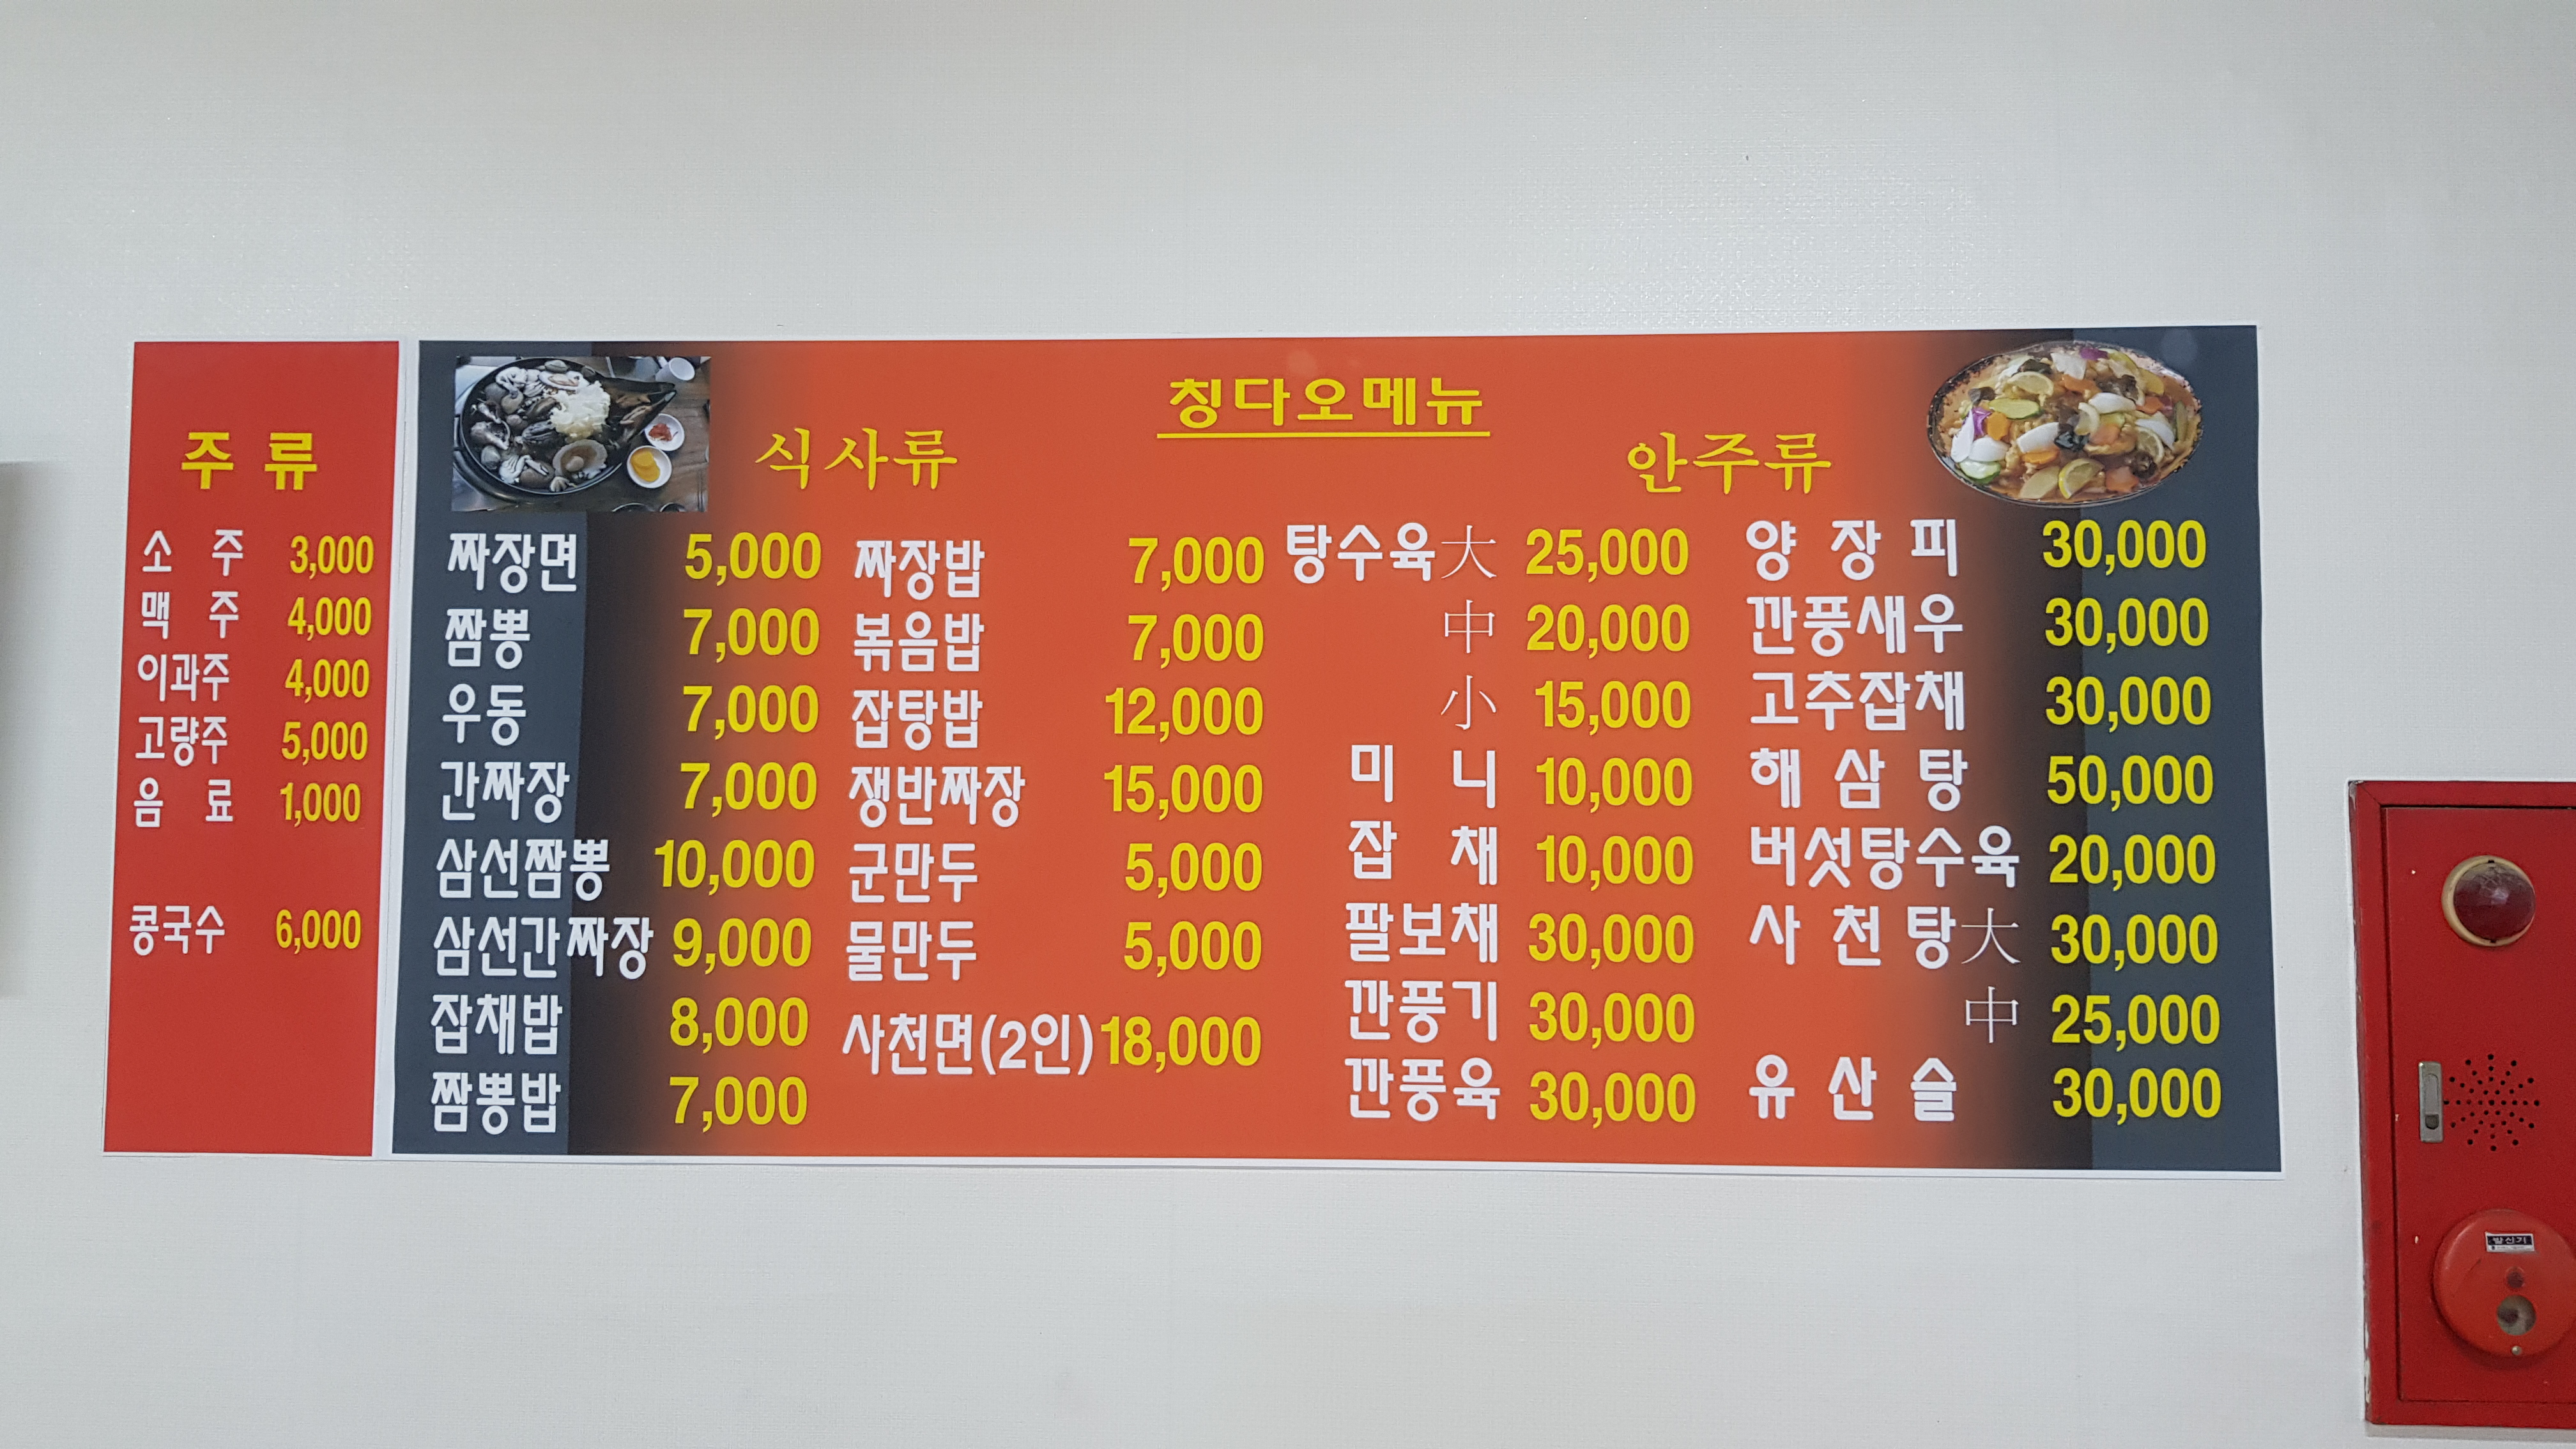 주 류
소 주 3,000
맥 주 4,000
이과주 4,000
고량주 5,000
음 료 1,000
콩국수 6,000
칭다오메뉴
식사류
짜장면 5,000
짬뽕 7,000
우동 7,000
간짜장 7,000
삼선짬뽕 10,000
삼선간짜장 9,000
잡채밥 8,000
짬뽕밥 7,000
짜장밥 7,000
볶음밥 7,000
잡탕밥 12,000
쟁반짜장 15,000
군만두 5,000
물만두 5,000
사천면(2인) 18,000
안주류
탕수육 大 25,000
中 20,000
小 15,000
미 니 10,000
잡 채 10,000
팔보채 30,000
깐풍기 30,000
깐풍육 30,000
양 장 피 30,000
깐풍새우 30,000
고추잡채 30,000
해 삼 탕 50,000
버섯탕수육 20,000
사 천 탕 大 30,000
中 25,000
유 산 슬 30,000
발신기